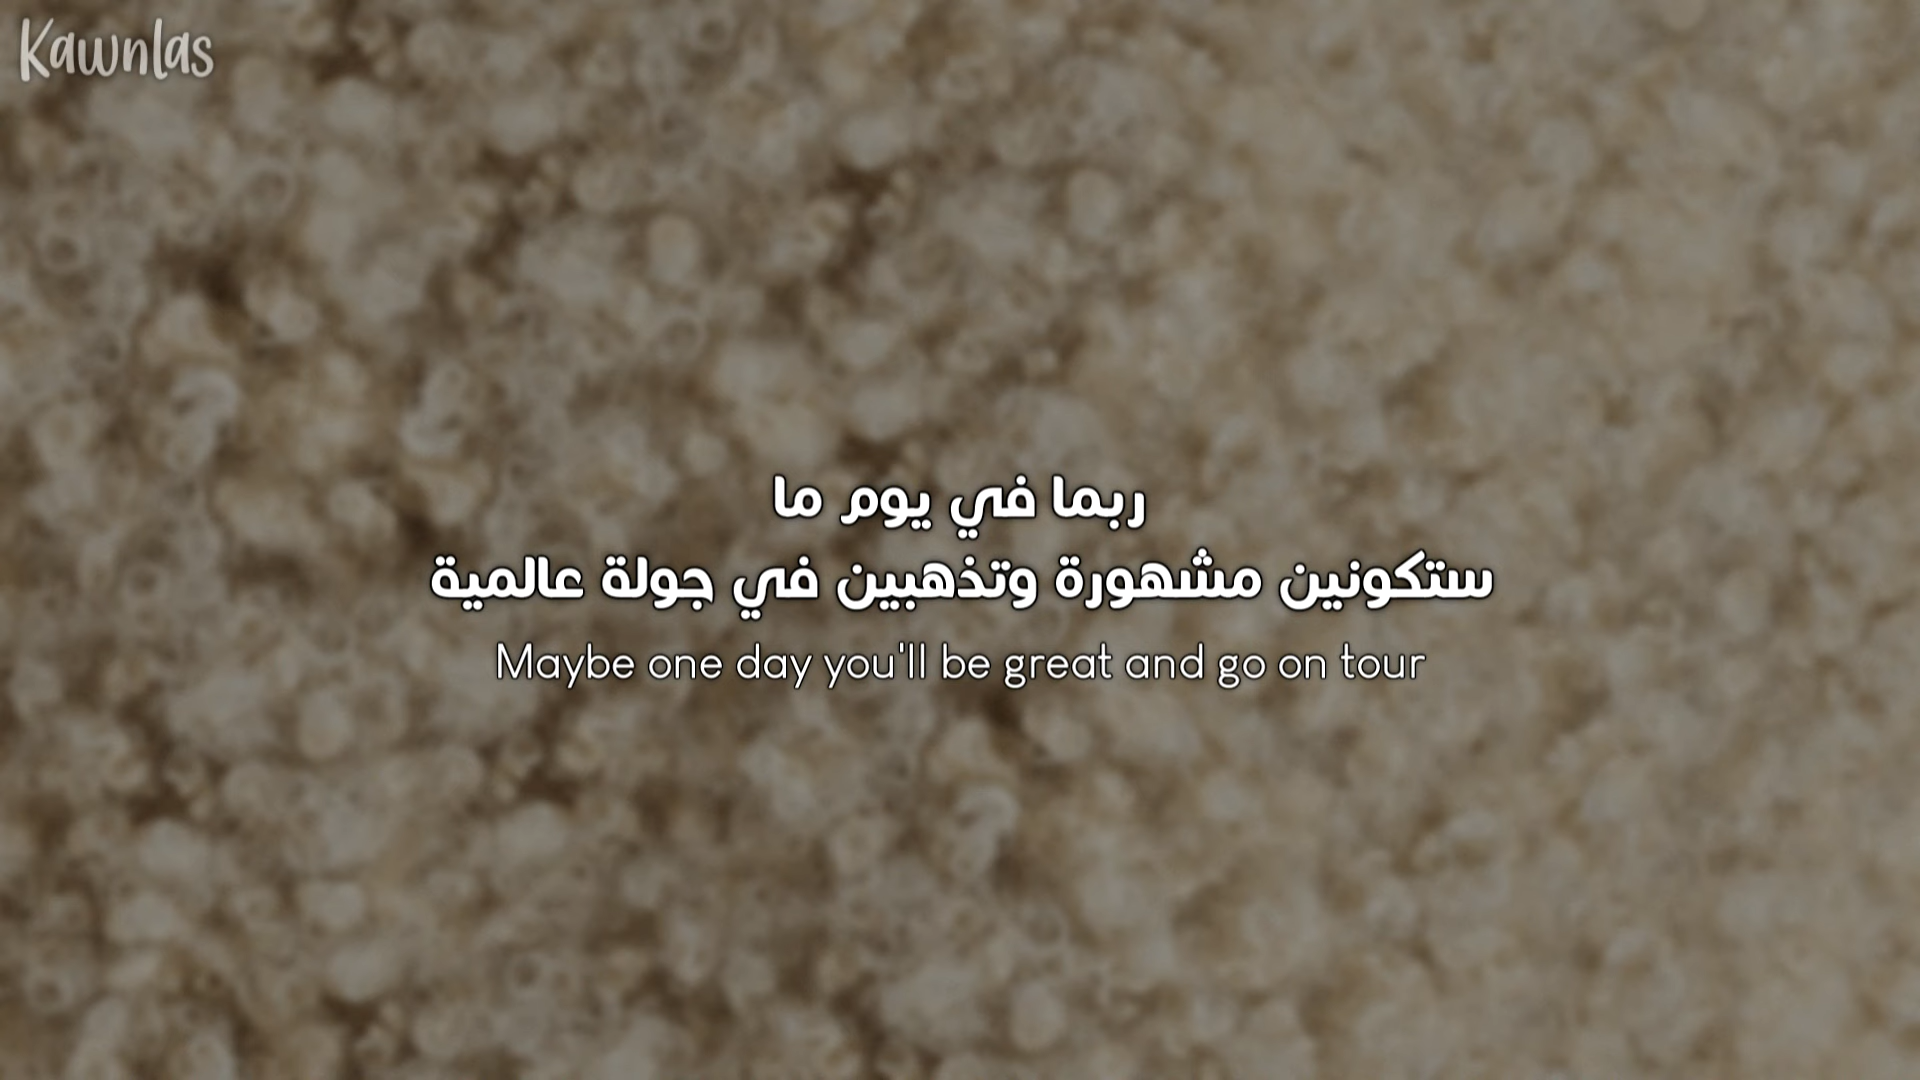 Kawnlas
ربما في يوم ما
ستكونين مشهورة وتذهبين في جولة عالمية
Maybe one day you'll be great and go on tour